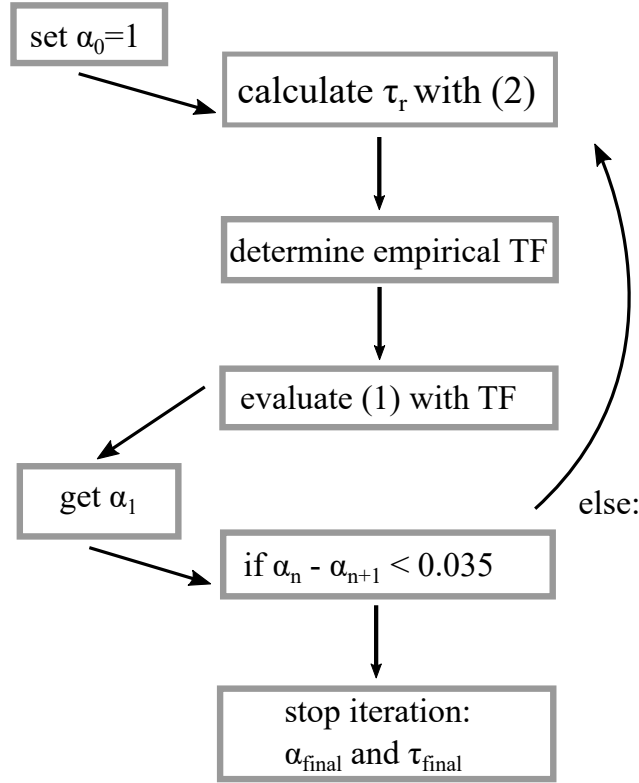 set α₀=1
calculate τᵣ with (2)
determine empirical TF
evaluate (1) with TF
get α₁
else:
if αₙ - αₙ₊₁ < 0.035
stop iteration:
α_final and τ_final